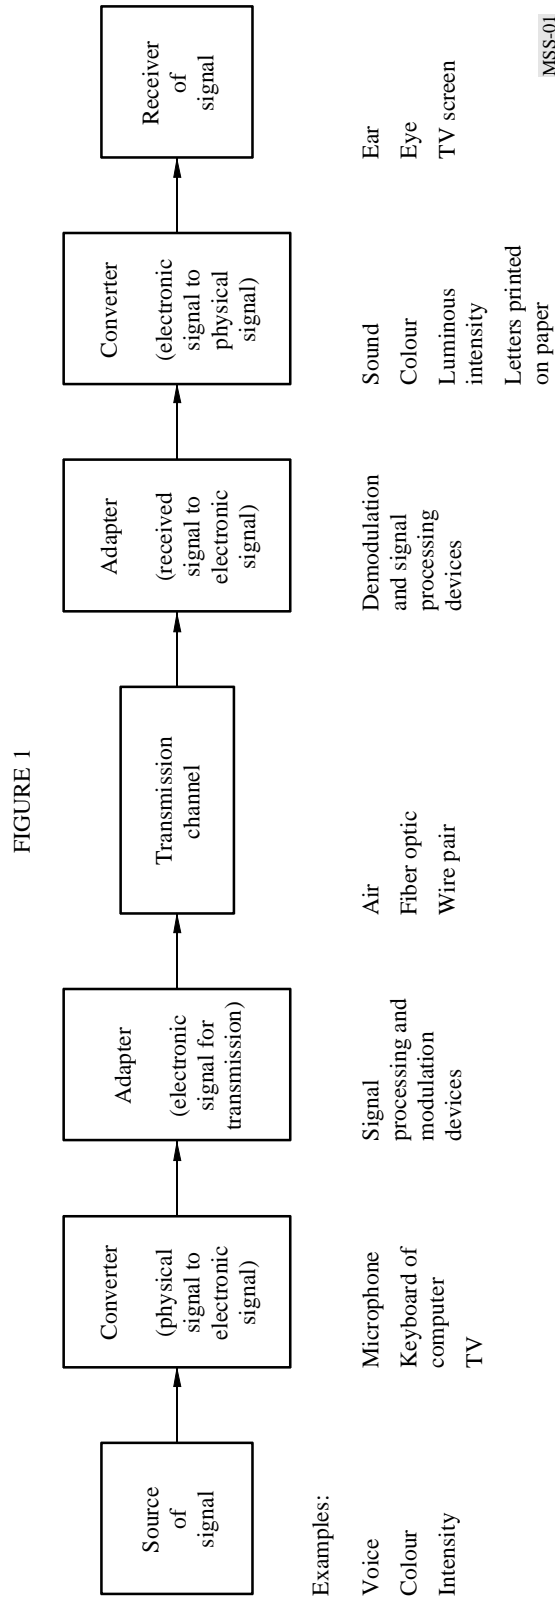 FIGURE 1
Source
of
signal
Converter
(physical
signal to
electronic
signal)
Adapter
(electronic
signal for
transmission)
Transmission
channel
Adapter
(received
signal to
electronic
signal)
Converter
(electronic
signal to
physical
signal)
Receiver
of
signal
Examples:
Voice
Colour
Intensity
Microphone
Keyboard of
computer
TV
Signal
processing and
modulation
devices
Air
Fiber optic
Wire pair
Demodulation
and signal
processing
devices
Sound
Colour
Luminous
intensity
Letters printed
on paper
Ear
Eye
TV screen
MSS-01